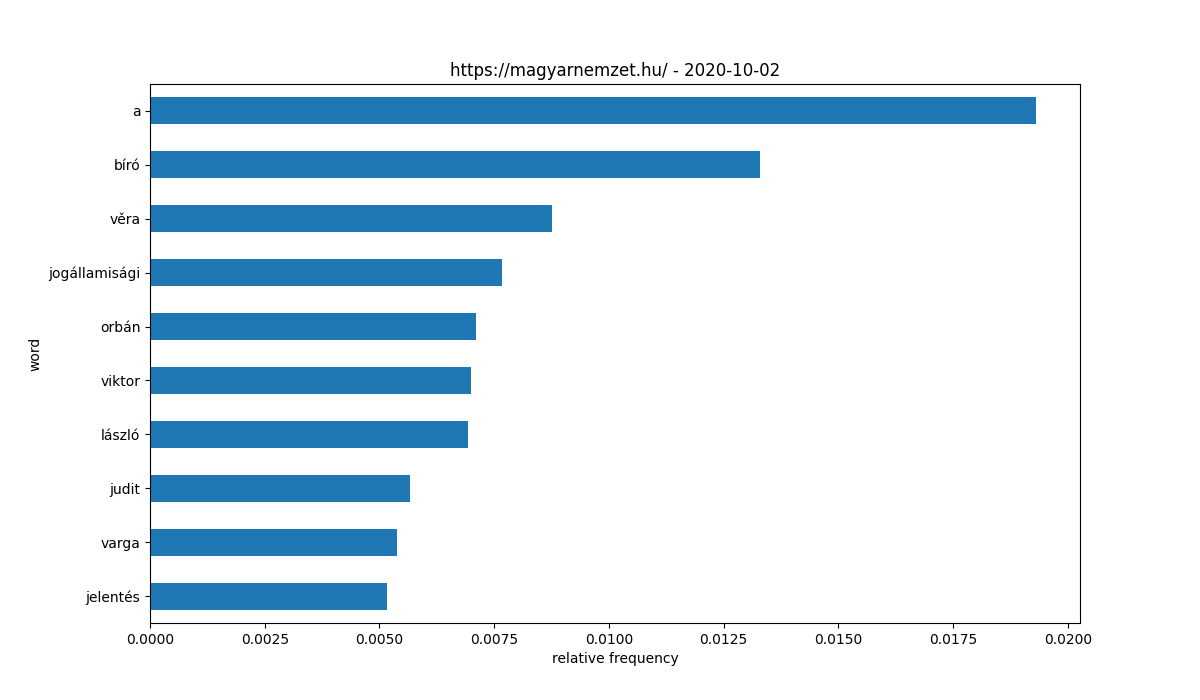 https://magyarnemzet.hu/ - 2020-10-02
a
bíró
věra
jogállamisági
orbán
viktor
lászló
judit
varga
jelentés
word
0.0000 0.0025 0.0050 0.0075 0.0100 0.0125 0.0150 0.0175 0.0200
relative frequency